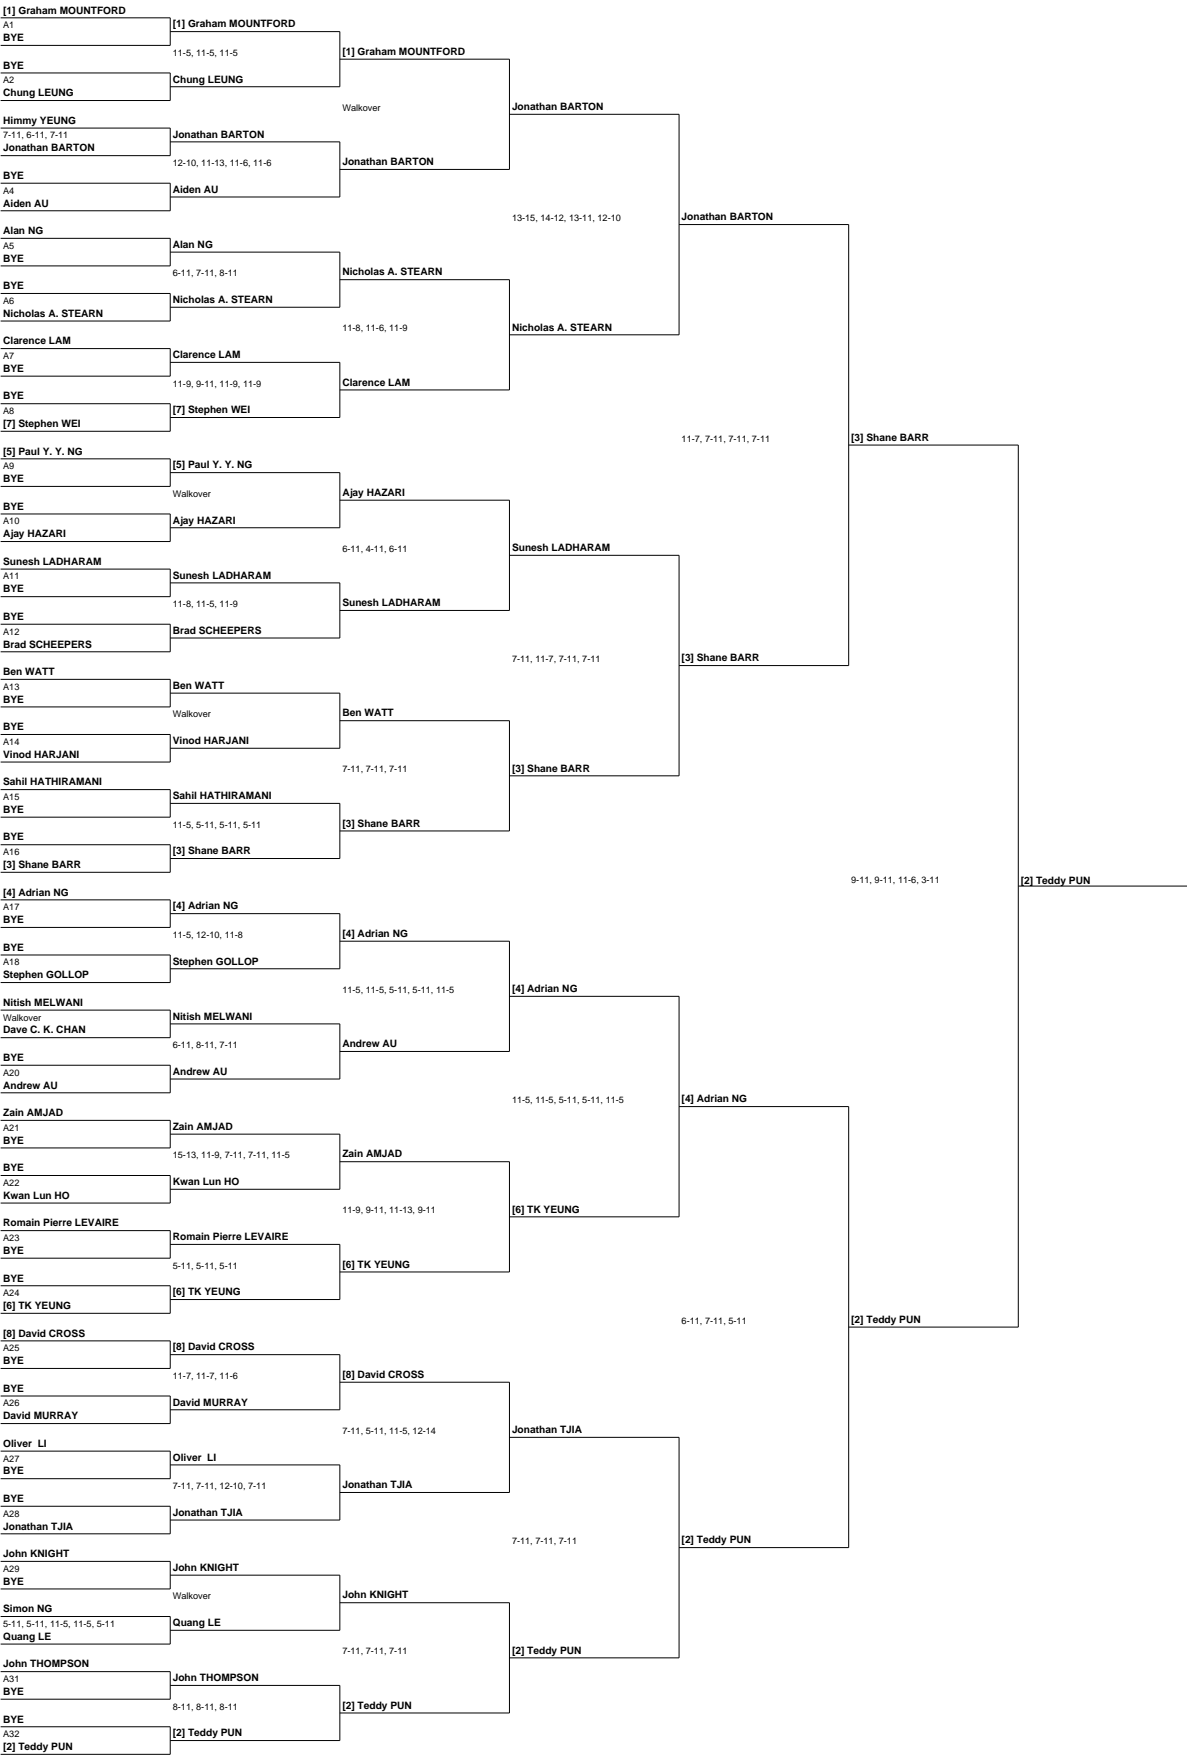 [1] Graham MOUNTFORD
A1
BYE
[1] Graham MOUNTFORD
11-5, 11-5, 11-5
[1] Graham MOUNTFORD
BYE
A2
Chung LEUNG
Chung LEUNG
Walkover
Jonathan BARTON
Himmy YEUNG
7-11, 6-11, 7-11
Jonathan BARTON
Jonathan BARTON
12-10, 11-13, 11-6, 11-6
Jonathan BARTON
BYE
A4
Aiden AU
Aiden AU
13-15, 14-12, 13-11, 12-10
Jonathan BARTON
Alan NG
A5
BYE
Alan NG
6-11, 7-11, 8-11
Nicholas A. STEARN
BYE
A6
Nicholas A. STEARN
Nicholas A. STEARN
11-8, 11-6, 11-9
Nicholas A. STEARN
Clarence LAM
A7
BYE
Clarence LAM
11-9, 9-11, 11-9, 11-9
Clarence LAM
BYE
A8
[7] Stephen WEI
[7] Stephen WEI
11-7, 7-11, 7-11, 7-11
[3] Shane BARR
[5] Paul Y. Y. NG
A9
BYE
[5] Paul Y. Y. NG
Walkover
Ajay HAZARI
BYE
A10
Ajay HAZARI
Ajay HAZARI
6-11, 4-11, 6-11
Sunesh LADHARAM
Sunesh LADHARAM
A11
BYE
Sunesh LADHARAM
11-8, 11-5, 11-9
Sunesh LADHARAM
BYE
A12
Brad SCHEEPERS
Brad SCHEEPERS
7-11, 11-7, 7-11, 7-11
[3] Shane BARR
Ben WATT
A13
BYE
Ben WATT
Walkover
Ben WATT
BYE
A14
Vinod HARJANI
Vinod HARJANI
7-11, 7-11, 7-11
[3] Shane BARR
Sahil HATHIRAMANI
A15
BYE
Sahil HATHIRAMANI
11-5, 5-11, 5-11, 5-11
[3] Shane BARR
BYE
A16
[3] Shane BARR
[3] Shane BARR
9-11, 9-11, 11-6, 3-11
[2] Teddy PUN
[4] Adrian NG
A17
BYE
[4] Adrian NG
11-5, 12-10, 11-8
[4] Adrian NG
BYE
A18
Stephen GOLLOP
Stephen GOLLOP
11-5, 11-5, 5-11, 5-11, 11-5
[4] Adrian NG
Nitish MELWANI
Walkover
Dave C. K. CHAN
Nitish MELWANI
6-11, 8-11, 7-11
Andrew AU
BYE
A20
Andrew AU
Andrew AU
11-5, 11-5, 5-11, 5-11, 11-5
[4] Adrian NG
Zain AMJAD
A21
BYE
Zain AMJAD
15-13, 11-9, 7-11, 7-11, 11-5
Zain AMJAD
BYE
A22
Kwan Lun HO
Kwan Lun HO
11-9, 9-11, 11-13, 9-11
[6] TK YEUNG
Romain Pierre LEVAIRE
A23
BYE
Romain Pierre LEVAIRE
5-11, 5-11, 5-11
[6] TK YEUNG
BYE
A24
[6] TK YEUNG
[6] TK YEUNG
6-11, 7-11, 5-11
[2] Teddy PUN
[8] David CROSS
A25
BYE
[8] David CROSS
11-7, 11-7, 11-6
[8] David CROSS
BYE
A26
David MURRAY
David MURRAY
7-11, 5-11, 11-5, 12-14
Jonathan TJIA
Oliver LI
A27
BYE
Oliver LI
7-11, 7-11, 12-10, 7-11
Jonathan TJIA
BYE
A28
Jonathan TJIA
Jonathan TJIA
7-11, 7-11, 7-11
[2] Teddy PUN
John KNIGHT
A29
BYE
John KNIGHT
Walkover
John KNIGHT
Simon NG
5-11, 5-11, 11-5, 11-5, 5-11
Quang LE
Quang LE
7-11, 7-11, 7-11
[2] Teddy PUN
John THOMPSON
A31
BYE
John THOMPSON
8-11, 8-11, 8-11
[2] Teddy PUN
BYE
A32
[2] Teddy PUN
[2] Teddy PUN